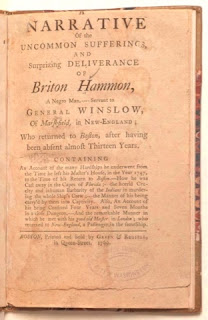 A
NARRATIVE
Of the
UNCOMMON SUFFERINGS,
AND
Surprizing DELIVERANCE
OF
Briton Hammon,
A Negro Man,---Servant to
GENERAL WINSLOW,
Of Marshfield, in NEW-ENGLAND;
Who returned to Boston, after having
been absent almost Thirteen Years.
CONTAINING
An Account of the many Hardships he underwent from
the Time he left his Master's House, in the Year 1747,
to the Time of his Return to Boston.---How he was
Cast away in the Capes of Florida;---the horrid Cru-
elty and inhuman Barbarity of the Indians in murder-
ing the whole Ship's Crew;---the Manner of his being
carry'd by them into Captivity. Also, An Account of
his being Confined Four Years and Seven Months
in a close Dungeon,---And the remarkable Manner in
which he met with his good old Master in London; who
returned to New-England, a Passenger, in the same Ship.
BOSTON, Printed and Sold by GREEN & RUSSELL,
in Queen-Street,